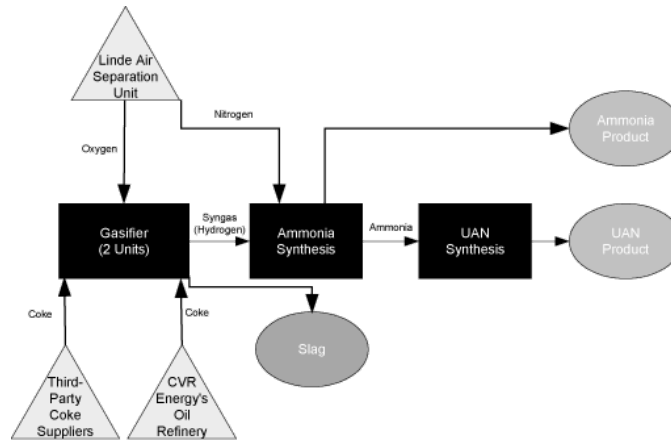 Linde Air
Separation
Unit
Nitrogen
Oxygen
Ammonia
Product
Gasifier
(2 Units)
Syngas
(Hydrogen)
Ammonia
Synthesis
Ammonia
UAN
Synthesis
UAN
Product
Coke
Coke
Slag
Third-
Party
Coke
Suppliers
CVR
Energy's
Oil
Refinery